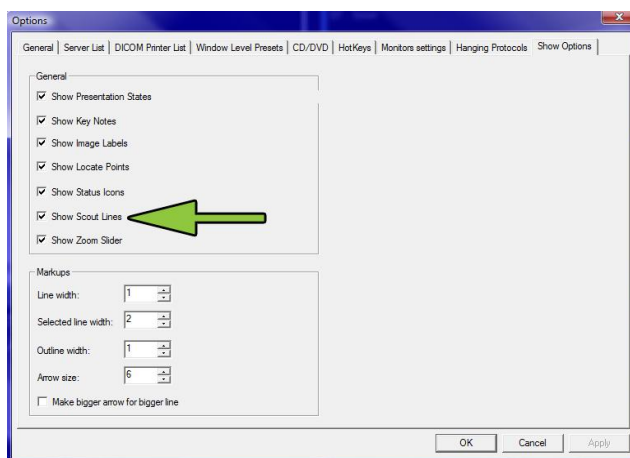 Options
General Server List DICOM Printer List Window Level Presets CD/DVD HotKeys Monitors settings Hanging Protocols Show Options
General
Show Presentation States
Show Key Notes
Show Image Labels
Show Locate Points
Show Status Icons
Show Scout Lines
Show Zoom Slider
Markups
Line width: 1
Selected line width: 2
Outline width: 1
Arrow size: 6
Make bigger arrow for bigger line
OK Cancel Apply